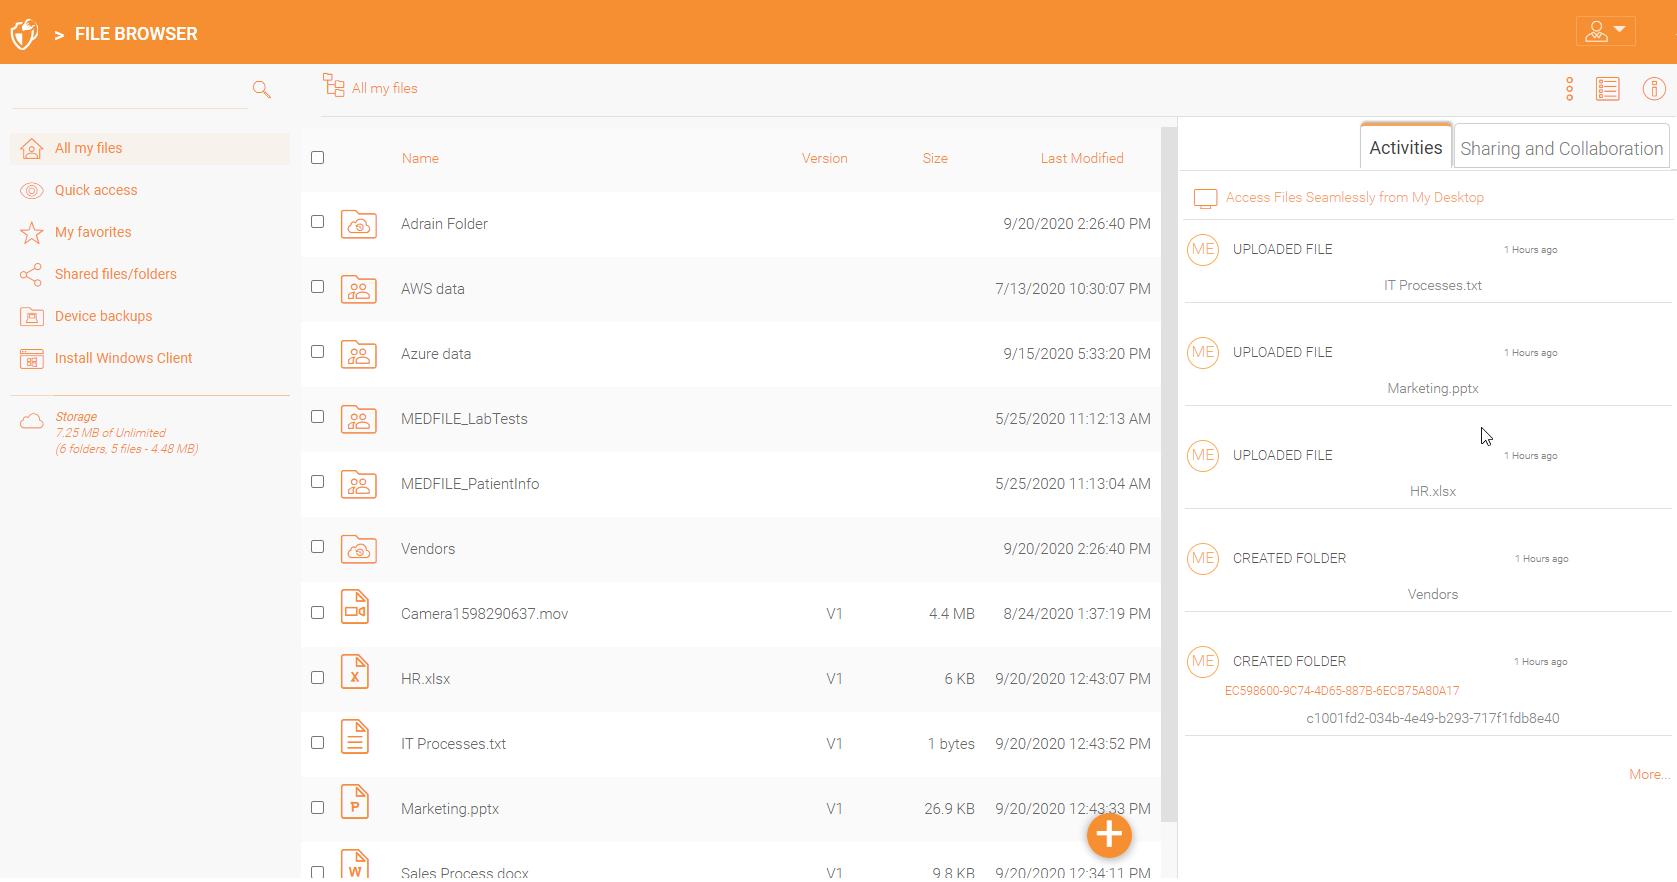 > FILE BROWSER
All my files
Quick access
My favorites
Shared files/folders
Device backups
Install Windows Client
Storage
7.25 MB of Unlimited
(6 folders, 5 files - 4.48 MB)
All my files
Name Version Size Last Modified
Adrain Folder 9/20/2020 2:26:40 PM
AWS data 7/13/2020 10:30:07 PM
Azure data 9/15/2020 5:33:20 PM
MEDFILE_LabTests 5/25/2020 11:12:13 AM
MEDFILE_PatientInfo 5/25/2020 11:13:04 AM
Vendors 9/20/2020 2:26:40 PM
Camera1598290637.mov V1 4.4 MB 8/24/2020 1:37:19 PM
X HR.xlsx V1 6 KB 9/20/2020 12:43:07 PM
IT Processes.txt V1 1 bytes 9/20/2020 12:43:52 PM
P Marketing.pptx V1 26.9 KB 9/20/2020 12:43:33 PM
W Sales Process.docx V1 9.8 KB 9/20/2020 12:34:11 PM
Activities Sharing and Collaboration
Access Files Seamlessly from My Desktop
ME UPLOADED FILE 1 Hours ago
IT Processes.txt
ME UPLOADED FILE 1 Hours ago
Marketing.pptx
ME UPLOADED FILE 1 Hours ago
HR.xlsx
ME CREATED FOLDER 1 Hours ago
Vendors
ME CREATED FOLDER 1 Hours ago
EC598600-9C74-4D65-887B-6ECB75A80A17
c1001fd2-034b-4e49-b293-717f1fdb8e40
More...